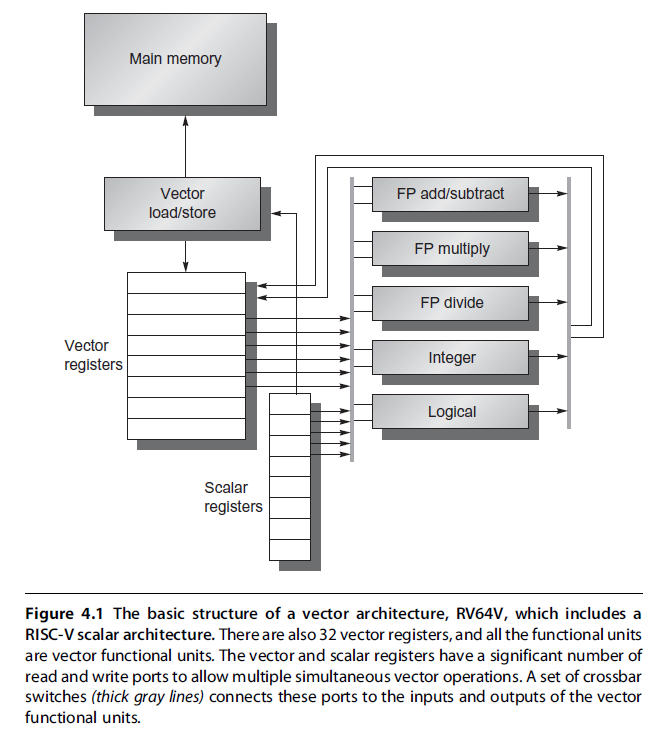 Main memory
Vector
load/store
FP add/subtract
FP multiply
FP divide
Integer
Logical
Vector
registers
Scalar
registers
Figure 4.1 The basic structure of a vector architecture, RV64V, which includes a
RISC-V scalar architecture. There are also 32 vector registers, and all the functional units
are vector functional units. The vector and scalar registers have a significant number of
read and write ports to allow multiple simultaneous vector operations. A set of crossbar
switches (thick gray lines) connects these ports to the inputs and outputs of the vector
functional units.